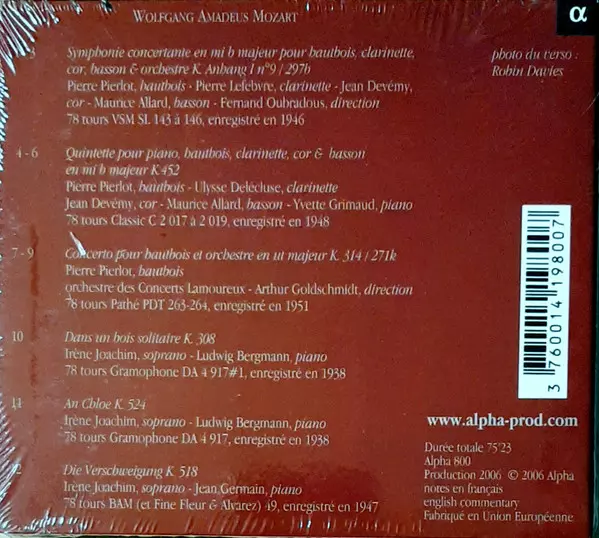 WOLFGANG AMADEUS MOZART
α
3
Symphonie concertante en mi b majeur pour hautbois, clarinette,
cor, basson & orchestre K. Anhang I n°9 / 297b
Pierre Pierlot, hautbois - Pierre Lefebvre, clarinette - Jean Devémy,
cor - Maurice Allard, basson - Fernand Oubradous, direction
78 tours VSM SL 143 à 146, enregistré en 1946
photo du verso :
Robin Davies
4 - 6
Quintette pour piano, hautbois, clarinette, cor & basson
en mi b majeur K 452
Pierre Pierlot, hautbois - Ulysse Delécluse, clarinette
Jean Devémy, cor - Maurice Allard, basson - Yvette Grimaud, piano
78 tours Classic C 2 017 à 2 019, enregistré en 1948
7 - 9
Concerto pour hautbois et orchestre en ut majeur K. 314 / 271k
Pierre Pierlot, hautbois
orchestre des Concerts Lamoureux - Arthur Goldschmidt, direction
78 tours Pathé PDT 263-264, enregistré en 1951
10
Dans un bois solitaire K. 308
Irène Joachim, soprano - Ludwig Bergmann, piano
78 tours Gramophone DA 4 917#1, enregistré en 1938
11
An Chloe K. 524
Irène Joachim, soprano - Ludwig Bergmann, piano
78 tours Gramophone DA 4 917, enregistré en 1938
2
Die Verschweigung K. 518
Irène Joachim, soprano - Jean Germain, piano
78 tours BAM (et Fine Fleur & Alvarez) 49, enregistré en 1947
3 760014 198007
www.alpha-prod.com
Durée totale 75'23
Alpha 800
Production 2006 © 2006 Alpha
notes en français
english commentary
Fabriqué en Union Européenne